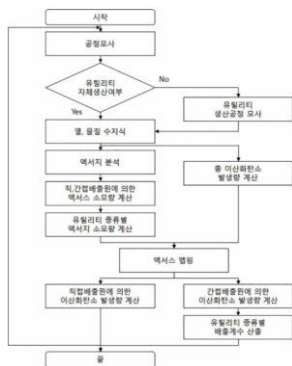 시작
공정모사
유틸리티
자체생산여부
No
Yes
유틸리티
생산공정 모사
열, 물질 수지식
엑서지 분석
총 이산화탄소
발생량 계산
직,간접배출원에 의한
엑서스 소모량 계산
유틸리티 종류별
엑서지 소모량 계산
엑서스 맵핑
직접배출원에 의한
이산화탄소 발생량 계산
간접배출원에 의한
이산화탄소 발생량 계산
유틸리티 종류별
배출계수 산출
끝